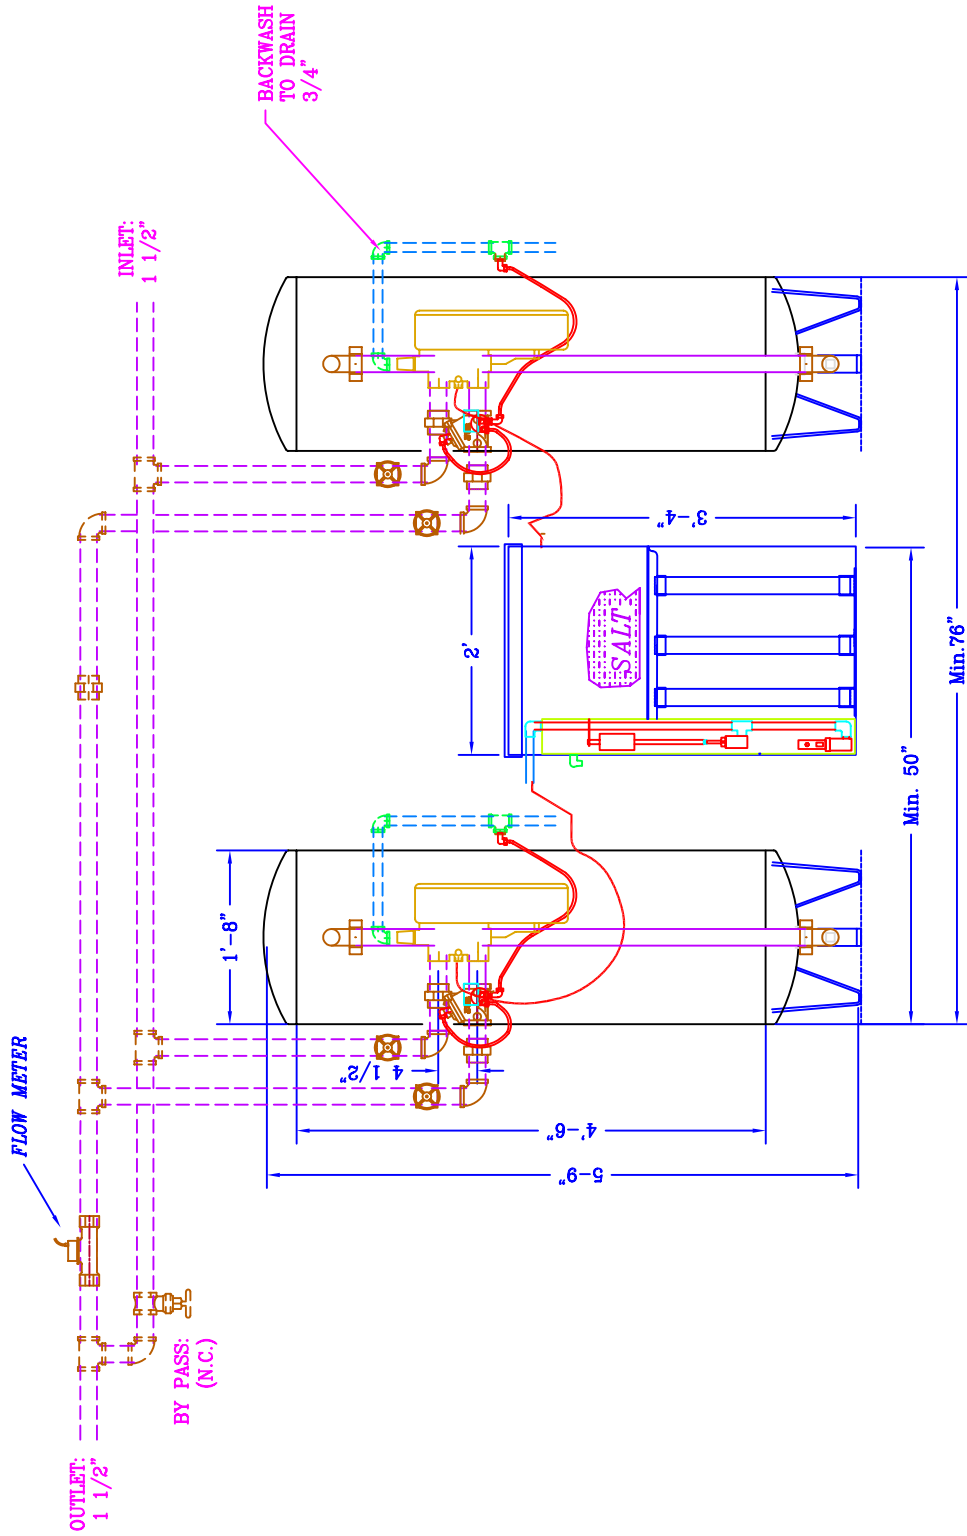 BACKWASH
TO DRAIN
3/4"
INLET:
1 1/2"
FLOW METER
OUTLET:
1 1/2"
BY PASS:
(N.C.)
1'-8"
2'
3'-4"
SALT
4 1/2"
4'-6"
5-9"
Min. 50"
Min.76"